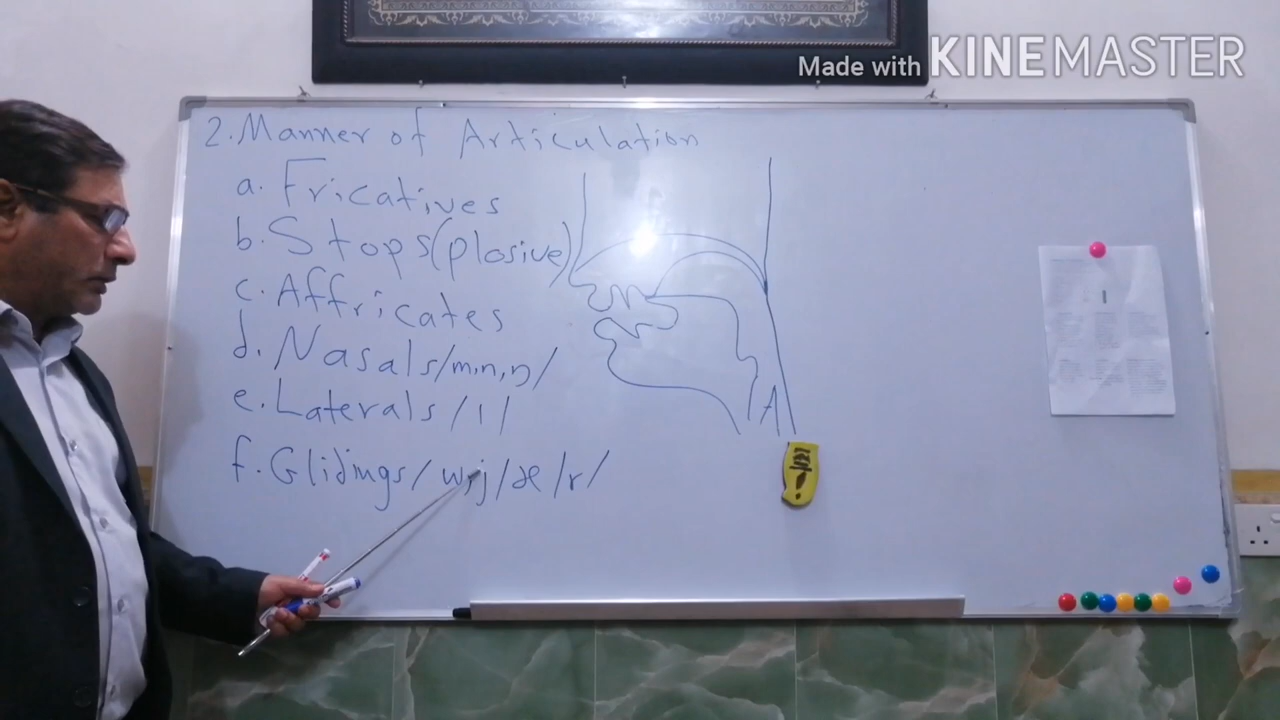 Made with KINEMASTER
2. Manner of Articulation
a. Fricatives
b. Stops (plosive)
c. Affricates
d. Nasals /m, n, ŋ/
e. Laterals / l /
f. Glidings / w, j / & / r /
A